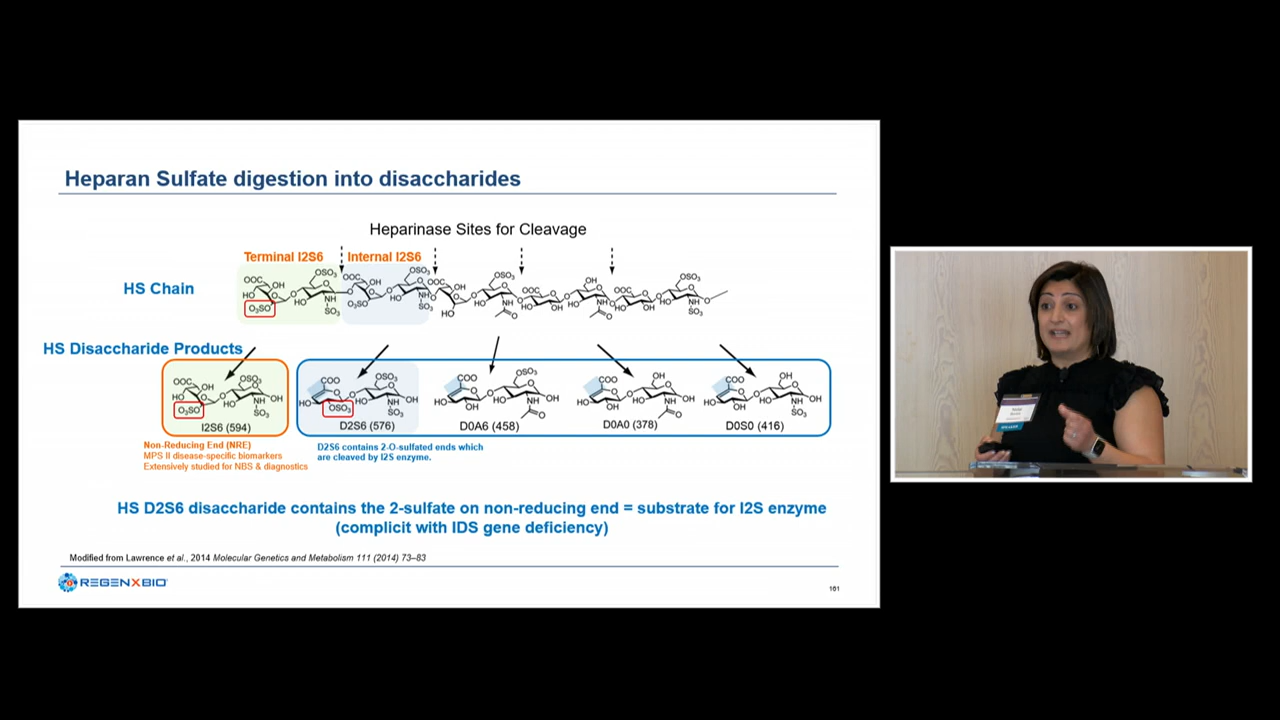 Heparan Sulfate digestion into disaccharides
Heparinase Sites for Cleavage
Terminal I2S6
Internal I2S6
HS Chain
HS Disaccharide Products
I2S6 (594)
D2S6 (576)
D0A6 (458)
D0A0 (378)
D0S0 (416)
Non-Reducing End (NRE)
MPS II disease-specific biomarkers
Extensively studied for NBS & diagnostics
D2S6 contains 2-O-sulfated ends which
are cleaved by I2S enzyme.
HS D2S6 disaccharide contains the 2-sulfate on non-reducing end = substrate for I2S enzyme
(complicit with IDS gene deficiency)
Modified from Lawrence et al., 2014 Molecular Genetics and Metabolism 111 (2014) 73–83
REGENXBIO
161
SPEAKER